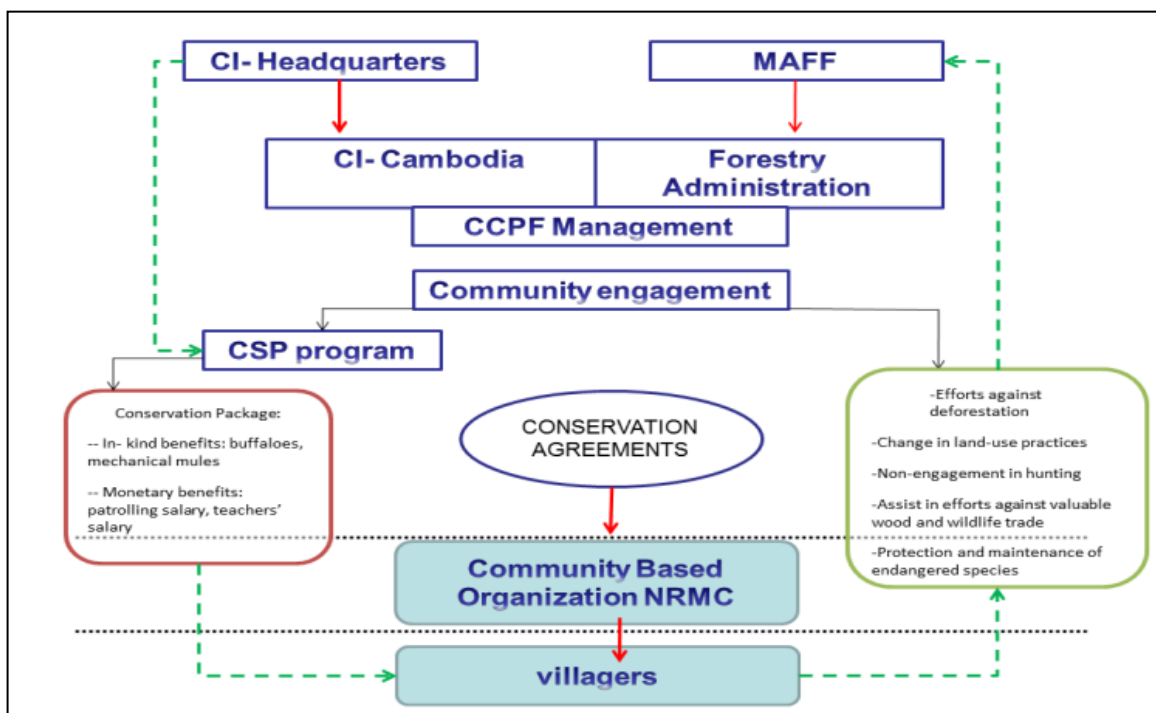 CI- Headquarters
MAFF
CI- Cambodia
Forestry
Administration
CCPF Management
Community engagement
CSP program
Conservation Package:
-- In- kind benefits: buffaloes,
mechanical mules
-- Monetary benefits:
patrolling salary, teachers'
salary
CONSERVATION
AGREEMENTS
-Efforts against
deforestation
-Change in land-use practices
-Non-engagement in hunting
-Assist in efforts against valuable
wood and wildlife trade
-Protection and maintenance of
endangered species
Community Based
Organization NRMC
villagers